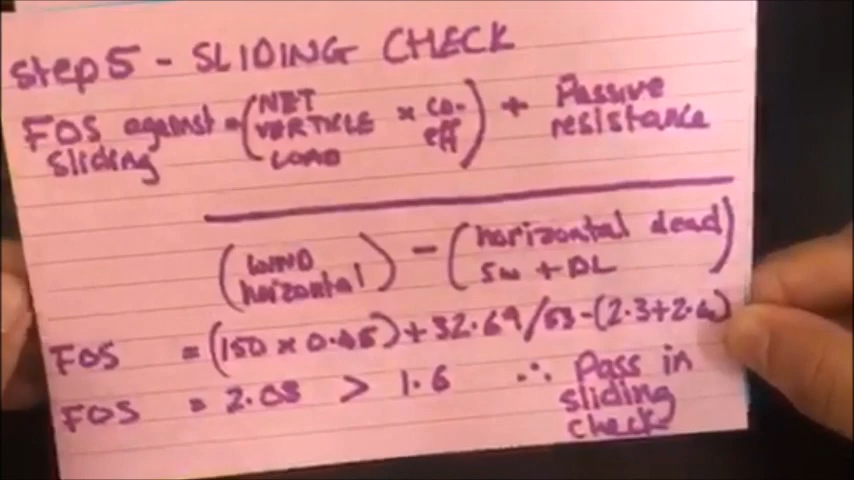 Step 5 - SLIDING CHECK
FOS against sliding = (NET VERTICLE LOAD × co-eff) + Passive resistance
(WIND horizontal) - (horizontal dead SW + DL)
FOS = (150 × 0.45) + 32.69/53-(2.3+2.6)
FOS = 2.08 > 1.6 ∴ Pass in sliding check